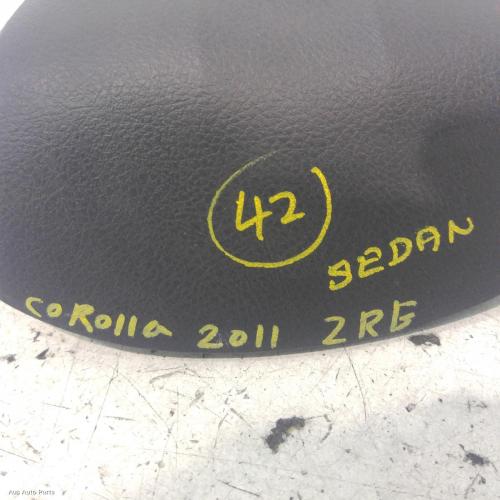 42
SEDAN
COROlla 2011 ZRE
Aus Auto Parts